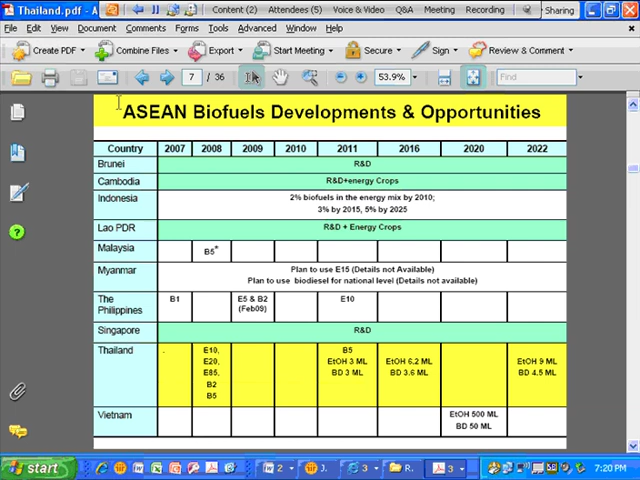 Thailand.pdf - A
Content (2)
Attendees (5)
Voice & Video
Q&A
Meeting
Recording
Sharing
File Edit View Document Comments Forms Tools Advanced Window Help
Create PDF
Combine Files
Export
Start Meeting
Secure
Sign
Review & Comment
7 / 36
53.9%
Find
ASEAN Biofuels Developments & Opportunities
Country 2007 2008 2009 2010 2011 2016 2020 2022
Brunei R&D
Cambodia R&D+energy Crops
Indonesia 2% biofuels in the energy mix by 2010;
3% by 2015, 5% by 2025
Lao PDR R&D + Energy Crops
Malaysia B5*
Myanmar Plan to use E15 (Details not Available)
Plan to use biodiesel for national level (Details not available)
The B1 E5 & B2 E10
Philippines (Feb09)
Singapore R&D
Thailand E10, B5 EtOH 6.2 ML EtOH 9 ML
E20, EtOH 3 ML BD 3.6 ML BD 4.5 ML
E85, BD 3 ML
B2
B5
Vietnam EtOH 500 ML
BD 50 ML
start
2
J.
3
R.
3
7:20 PM